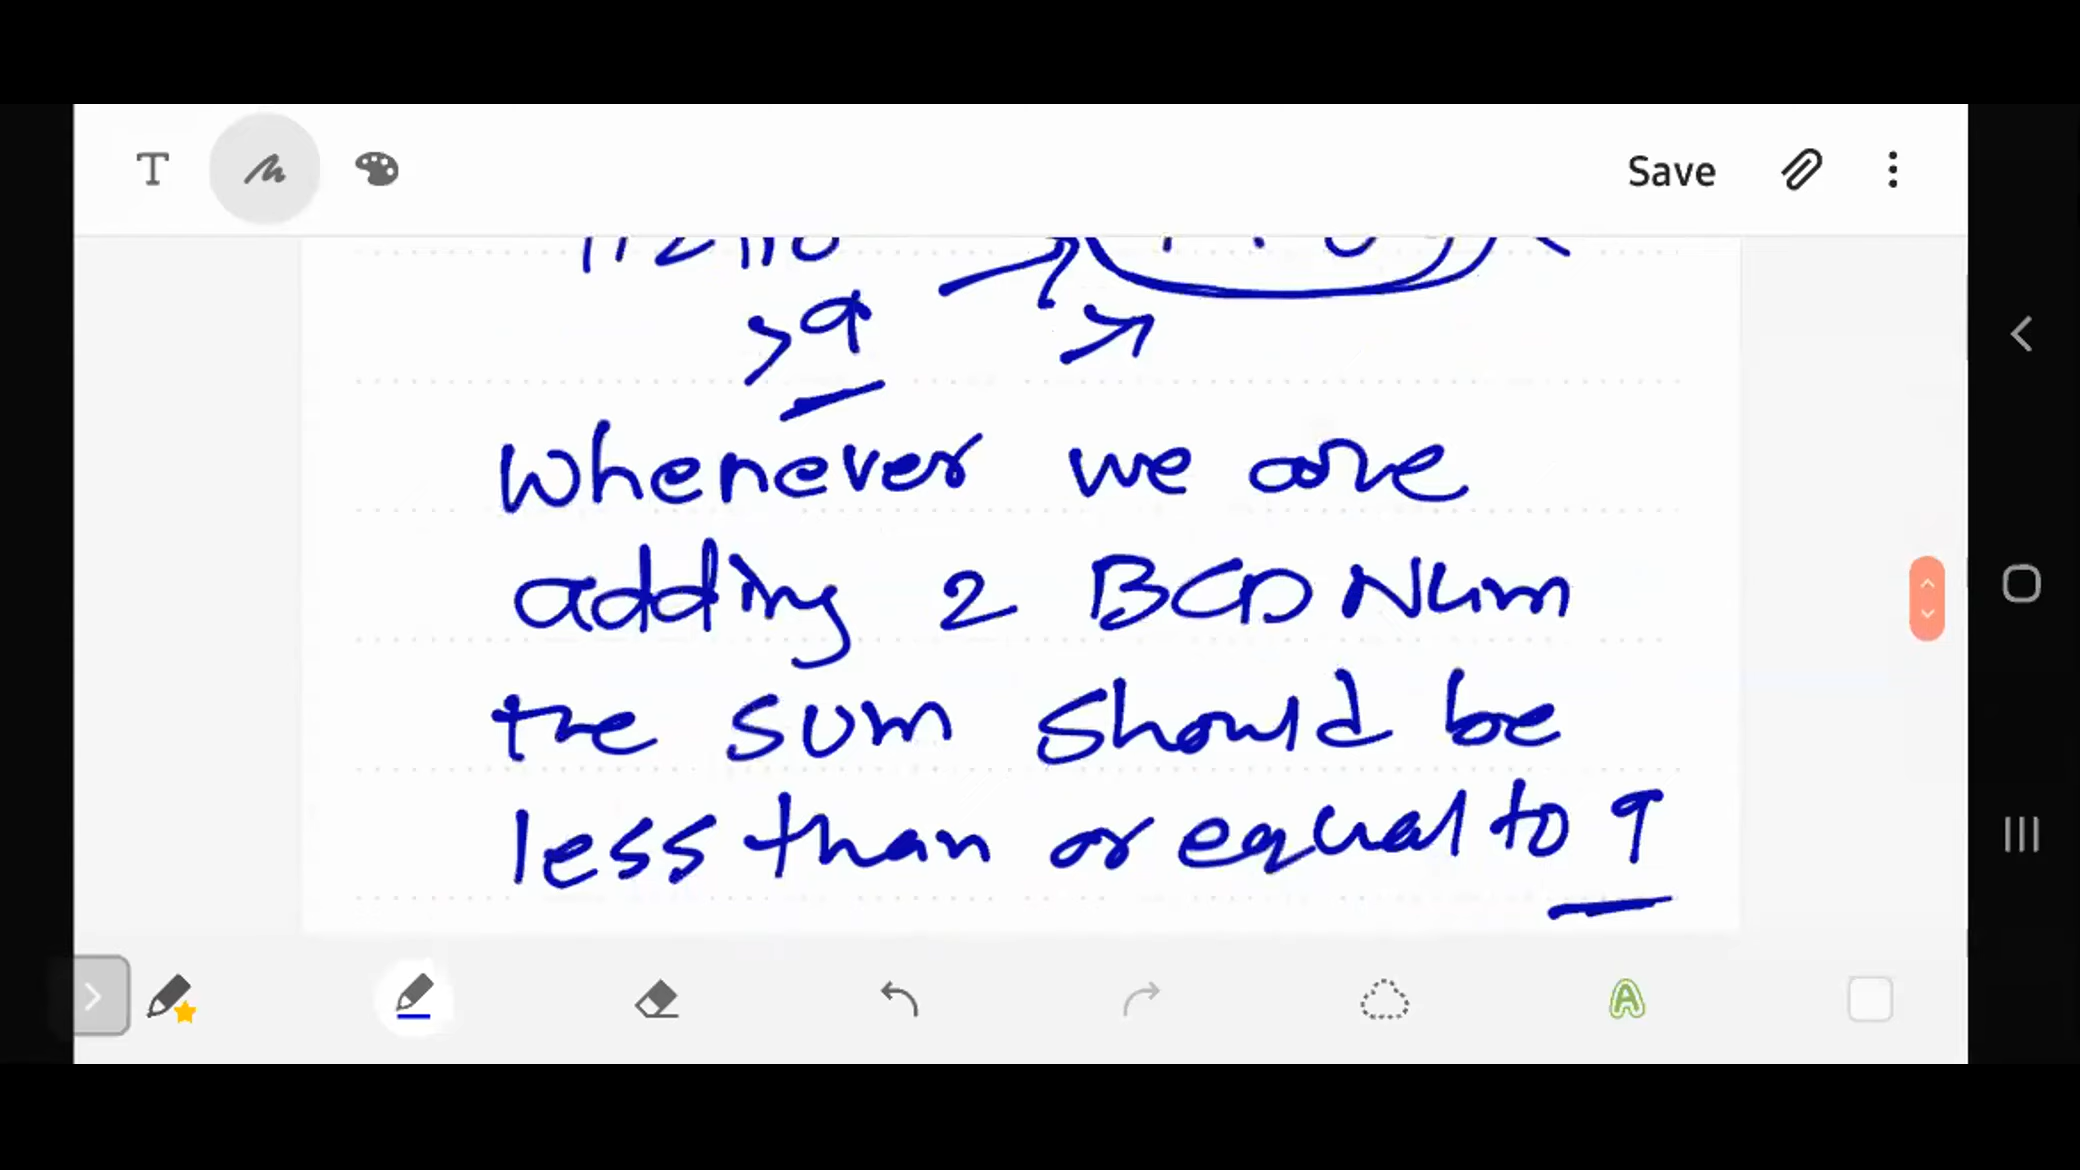 T Save
>9
Whenever we are
adding 2 BCD Num
the sum should be
less than or equal to 9
A